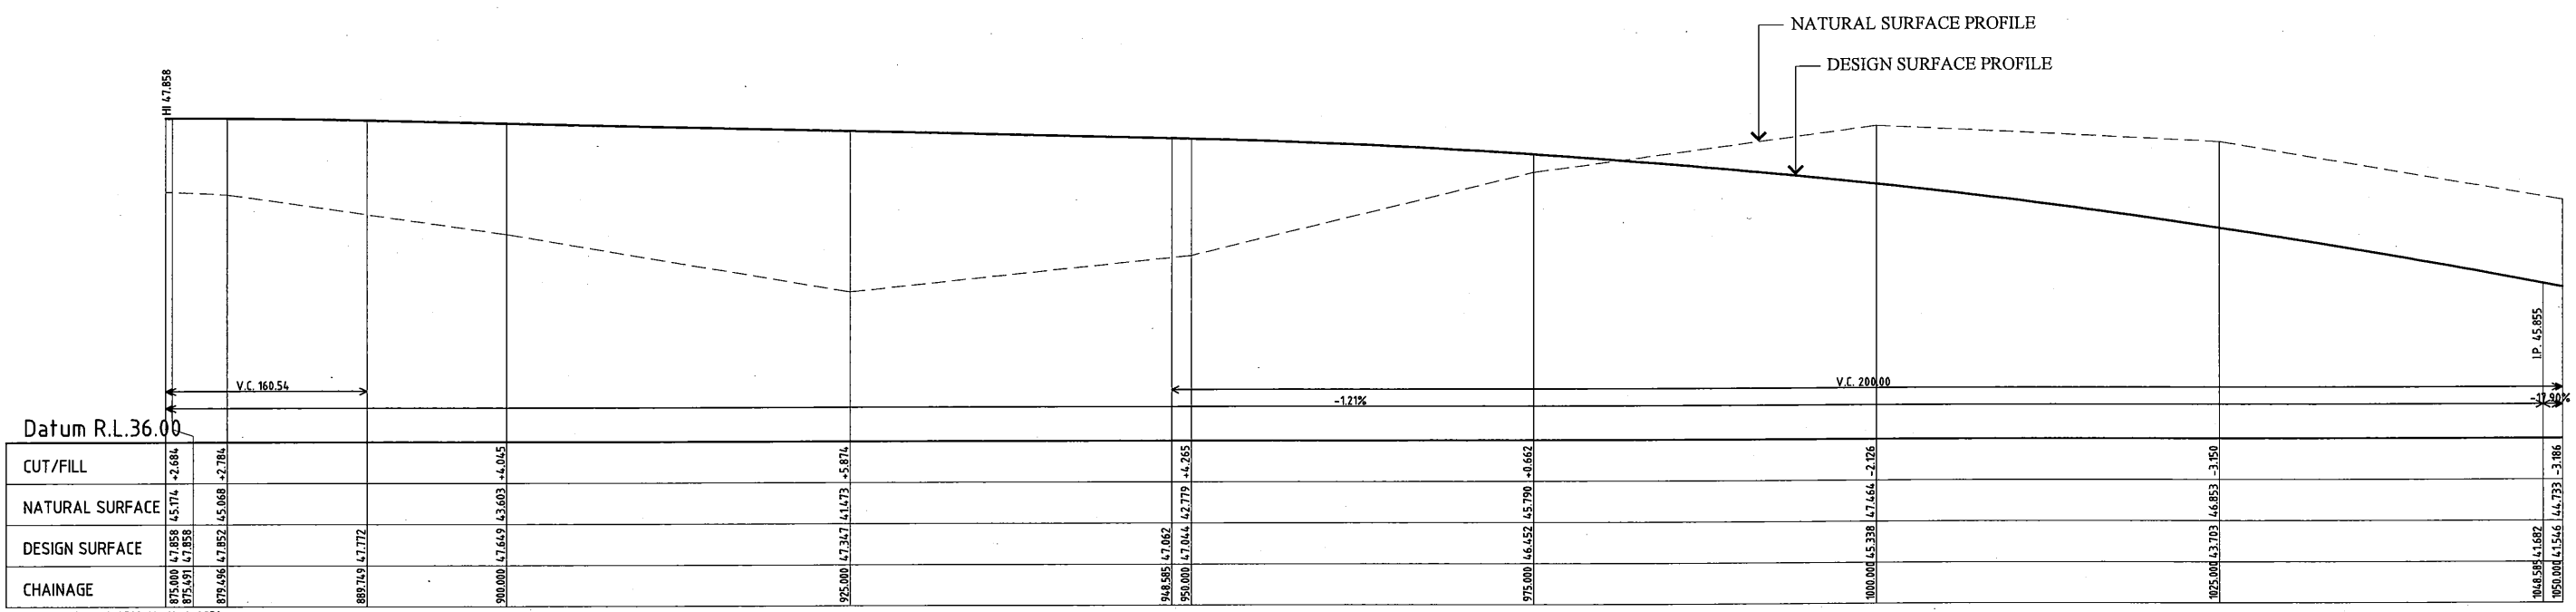 NATURAL SURFACE PROFILE
DESIGN SURFACE PROFILE
HI 47.858
I.P. 45.855
V.C. 160.54
V.C. 200.00
-1.21%
-17.90%
Datum R.L.36.00
CUT/FILL +2.684 +2.784 +4.045 +5.874 +4.265 +0.662 -2.126 -3.150 -3.186
NATURAL SURFACE 45.174 45.068 43.603 41.473 42.779 45.790 47.464 46.853 44.733
DESIGN SURFACE 47.858 47.858 47.852 47.772 47.649 47.347 47.062 47.044 46.452 45.338 43.703 41.682 41.546
CHAINAGE 875.000 875.491 879.496 889.749 900.000 925.000 948.585 950.000 975.000 1000.000 1025.000 1048.585 1050.000